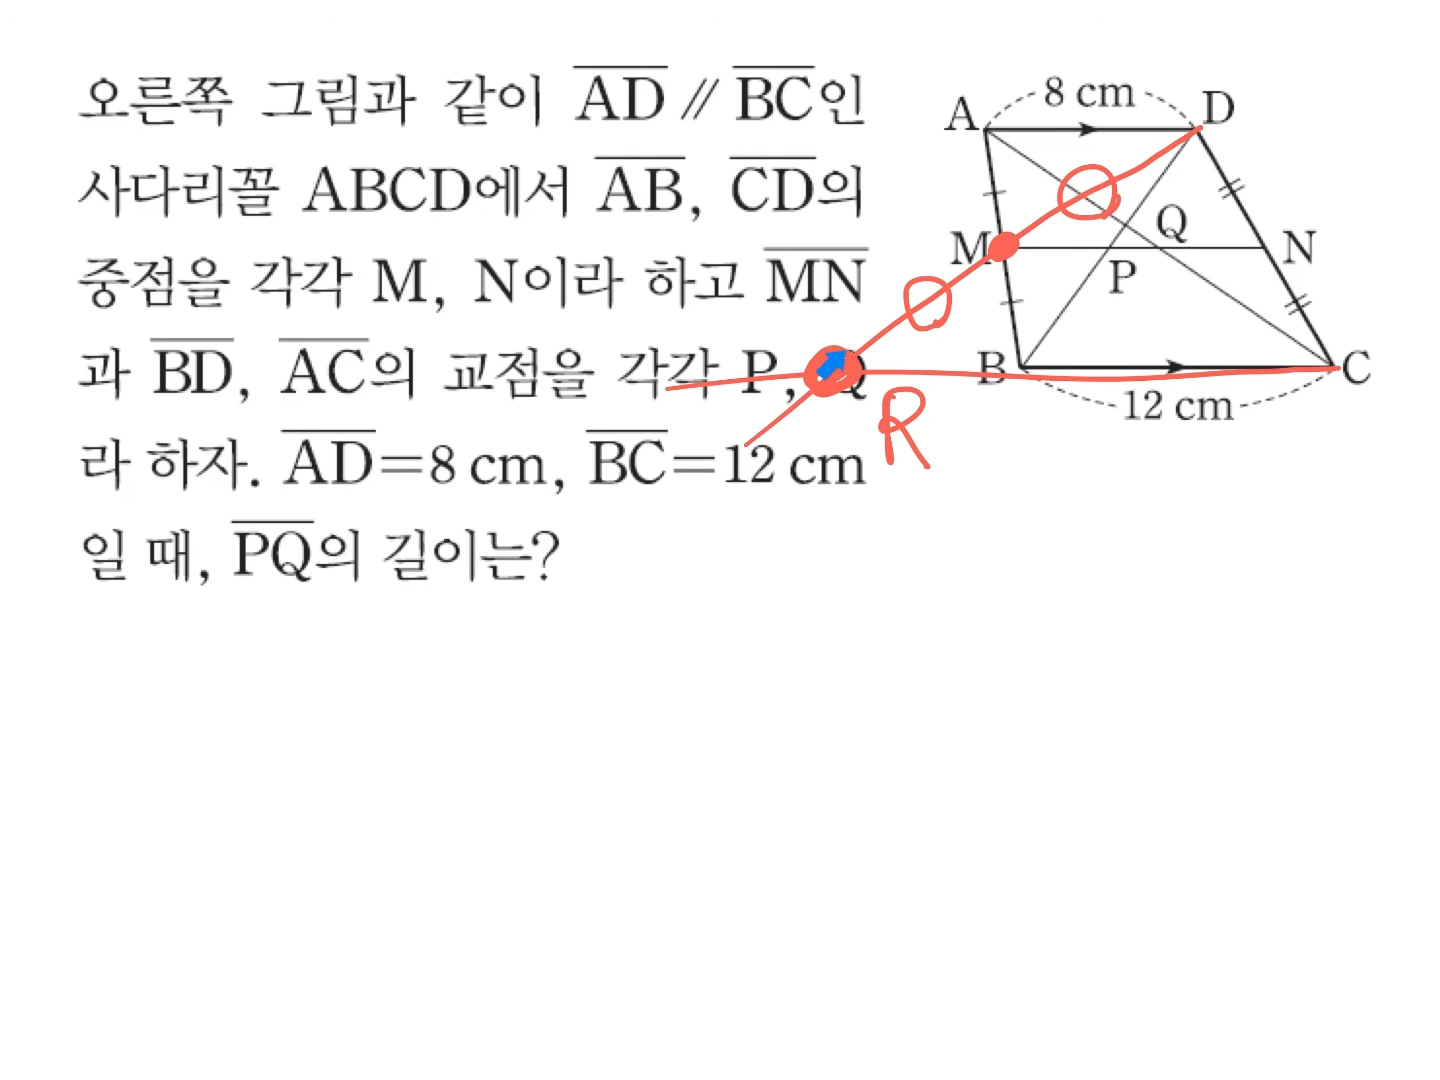 오른쪽 그림과 같이 AD // BC인
사다리꼴 ABCD에서 AB, CD의
중점을 각각 M, N이라 하고 MN
과 BD, AC의 교점을 각각 P, Q
라 하자. AD=8 cm, BC=12 cm
일 때, PQ의 길이는?
8 cm
A
D
Q
M
N
P
B
C
12 cm
R